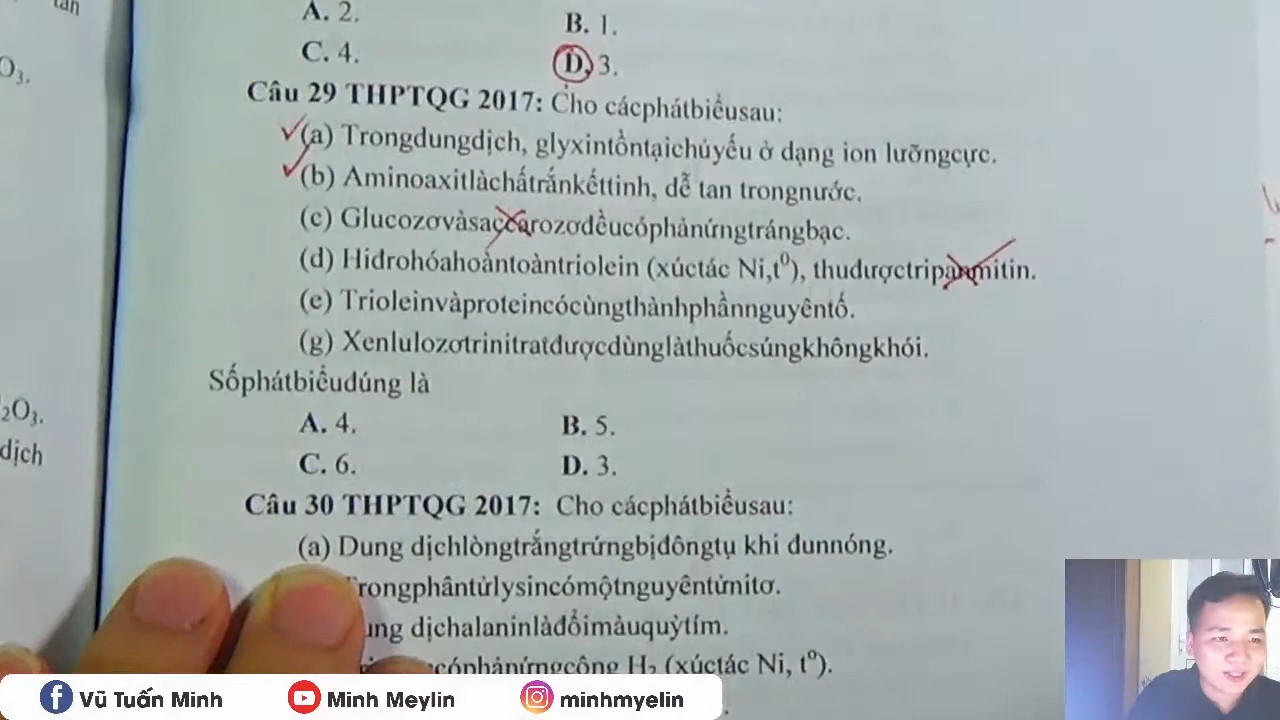 A. 2.
B. 1.
C. 4.
D. 3.
O3.
Câu 29 THPTQG 2017: Cho cácphátbiểusau:
(a) Trongdungdịch, glyxintồntạichủyếu ở dạng ion lưỡngcực.
(b) Aminoaxitlàchấtrắnkếttinh, dễ tan trongnước.
(c) Glucozơvàsaccarozơđềucóphảnứngtrángbạc.
(d) Hiđrohóahoàntoàntriolein (xúctác Ni,t⁰), thuđượctripanmitin.
(e) Trioleinvàproteincócùngthànhphầnnguyêntố.
(g) Xenlulozơtrinitratđượcdùnglàthuốcsúngkhôngkhói.
Sốphátbiểuđúng là
A. 4.
B. 5.
C. 6.
D. 3.
2O3.
dịch
Câu 30 THPTQG 2017: Cho cácphátbiểusau:
(a) Dung dịchlòngtrắngtrứngbịđôngtụ khi đunnóng.
rongphântửlysincómộtnguyêntửnitơ.
ung dịchalaninlàđổimàuquỳtím.
cóphảnứngcộng H2 (xúctác Ni, t⁰).
Vũ Tuấn Minh
Minh Meylin
minhmyelin